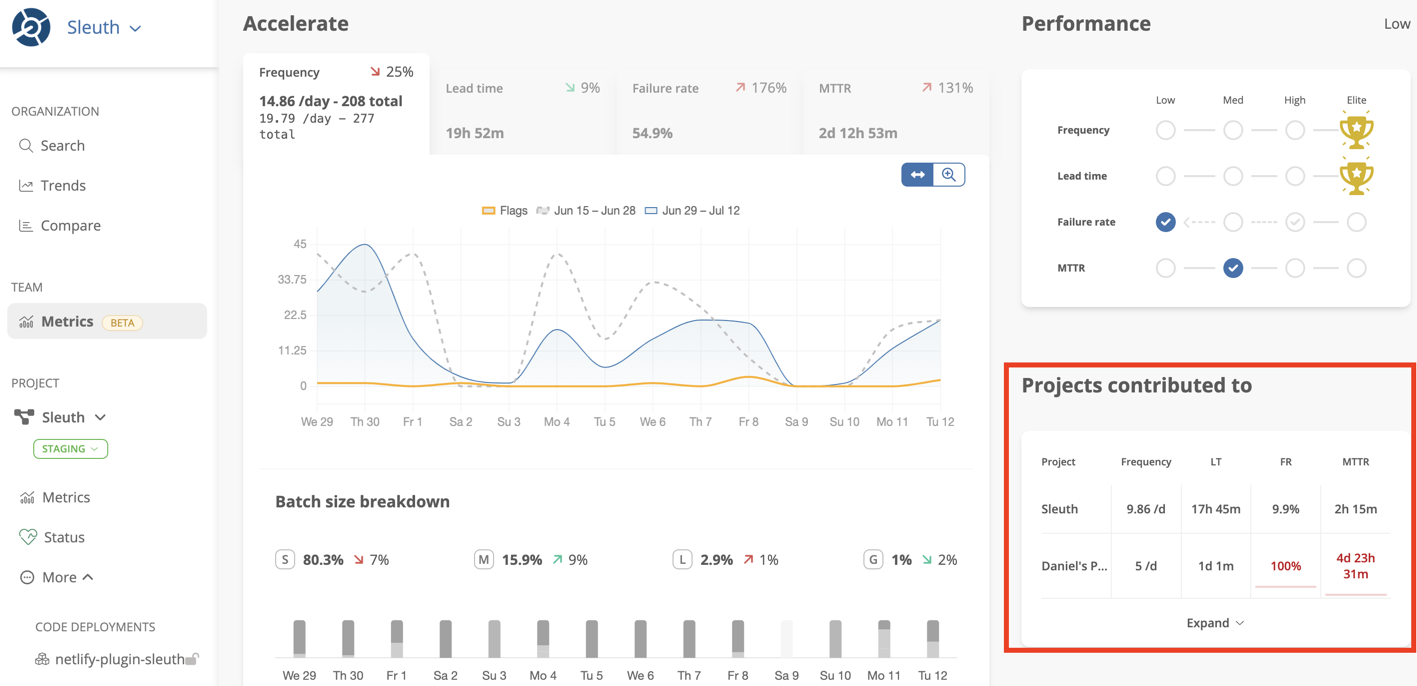 Sleuth
ORGANIZATION
Search
Trends
Compare
TEAM
Metrics BETA
PROJECT
Sleuth
STAGING
Metrics
Status
More
CODE DEPLOYMENTS
netlify-plugin-sleuth
Accelerate
Frequency 25%
14.86 /day - 208 total
19.79 /day – 277
total
Lead time 9%
19h 52m
Failure rate 176%
54.9%
MTTR 131%
2d 12h 53m
Flags Jun 15 – Jun 28 Jun 29 – Jul 12
45
33.75
22.5
11.25
0
We 29 Th 30 Fr 1 Sa 2 Su 3 Mo 4 Tu 5 We 6 Th 7 Fr 8 Sa 9 Su 10 Mo 11 Tu 12
Batch size breakdown
S 80.3% 7% M 15.9% 9% L 2.9% 1% G 1% 2%
We 29 Th 30 Fr 1 Sa 2 Su 3 Mo 4 Tu 5 We 6 Th 7 Fr 8 Sa 9 Su 10 Mo 11 Tu 12
Performance Low
Low Med High Elite
Frequency
Lead time
Failure rate
MTTR
Projects contributed to
Project Frequency LT FR MTTR
Sleuth 9.86 /d 17h 45m 9.9% 2h 15m
Daniel's P... 5 /d 1d 1m 100% 4d 23h
31m
Expand